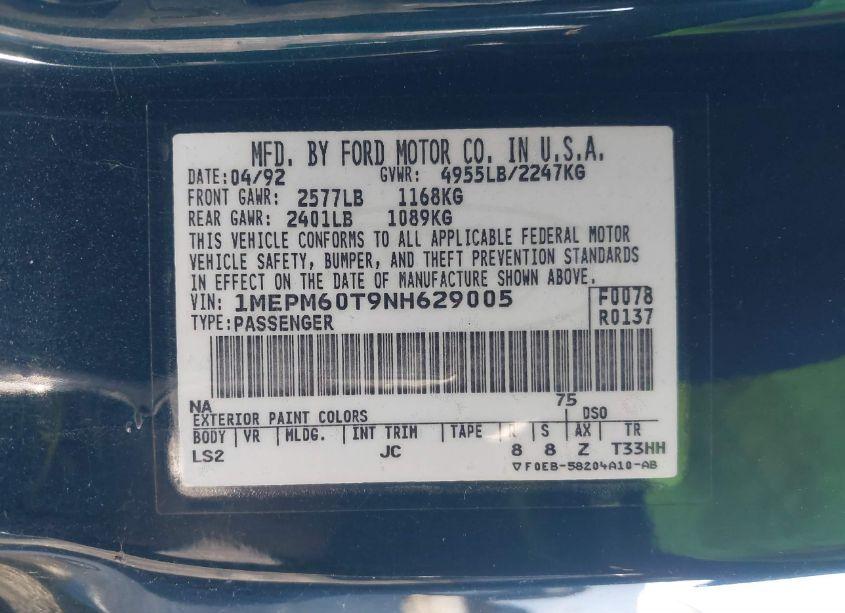 MFD. BY FORD MOTOR CO. IN U.S.A.
DATE: 04/92 GVWR: 4955LB/2247KG
FRONT GAWR: 2577LB 1168KG
REAR GAWR: 2401LB 1089KG
THIS VEHICLE CONFORMS TO ALL APPLICABLE FEDERAL MOTOR
VEHICLE SAFETY, BUMPER, AND THEFT PREVENTION STANDARDS
IN EFFECT ON THE DATE OF MANUFACTURE SHOWN ABOVE.
VIN: 1MEPM60T9NH629005 F0078
TYPE: PASSENGER R0137
NA 75
EXTERIOR PAINT COLORS DSO
BODY VR MLDG. INT TRIM TAPE R S AX TR
LS2 JC 8 8 Z T33HH
▽F0EB-58204A10-AB